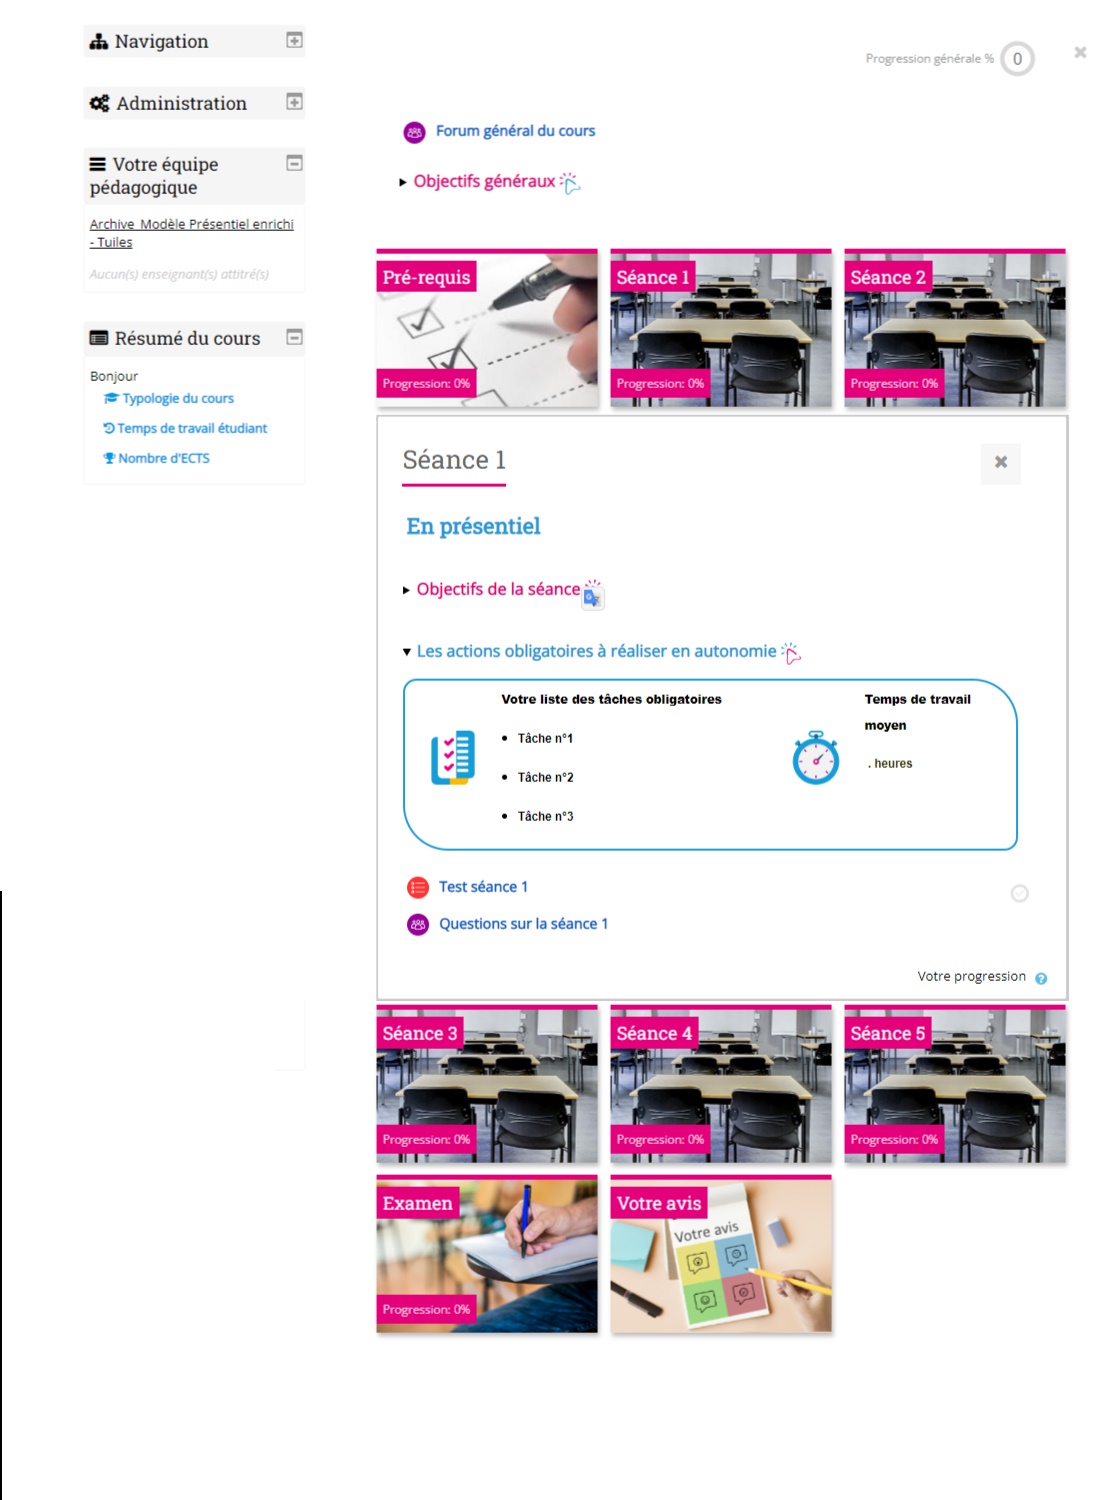 Navigation
Administration
Votre équipe
pédagogique
Archive_Modèle Présentiel enrichi
- Tuiles
Aucun(s) enseignant(s) attitré(s)
Résumé du cours
Bonjour
Typologie du cours
Temps de travail étudiant
Nombre d'ECTS
Progression générale % 0
Forum général du cours
Objectifs généraux
Pré-requis
Progression: 0%
Séance 1
Progression: 0%
Séance 2
Progression: 0%
Séance 1
En présentiel
Objectifs de la séance
Les actions obligatoires à réaliser en autonomie
Votre liste des tâches obligatoires
Tâche n°1
Tâche n°2
Tâche n°3
Temps de travail
moyen
. heures
Test séance 1
Questions sur la séance 1
Votre progression
Séance 3
Progression: 0%
Séance 4
Progression: 0%
Séance 5
Progression: 0%
Examen
Progression: 0%
Votre avis
Votre avis